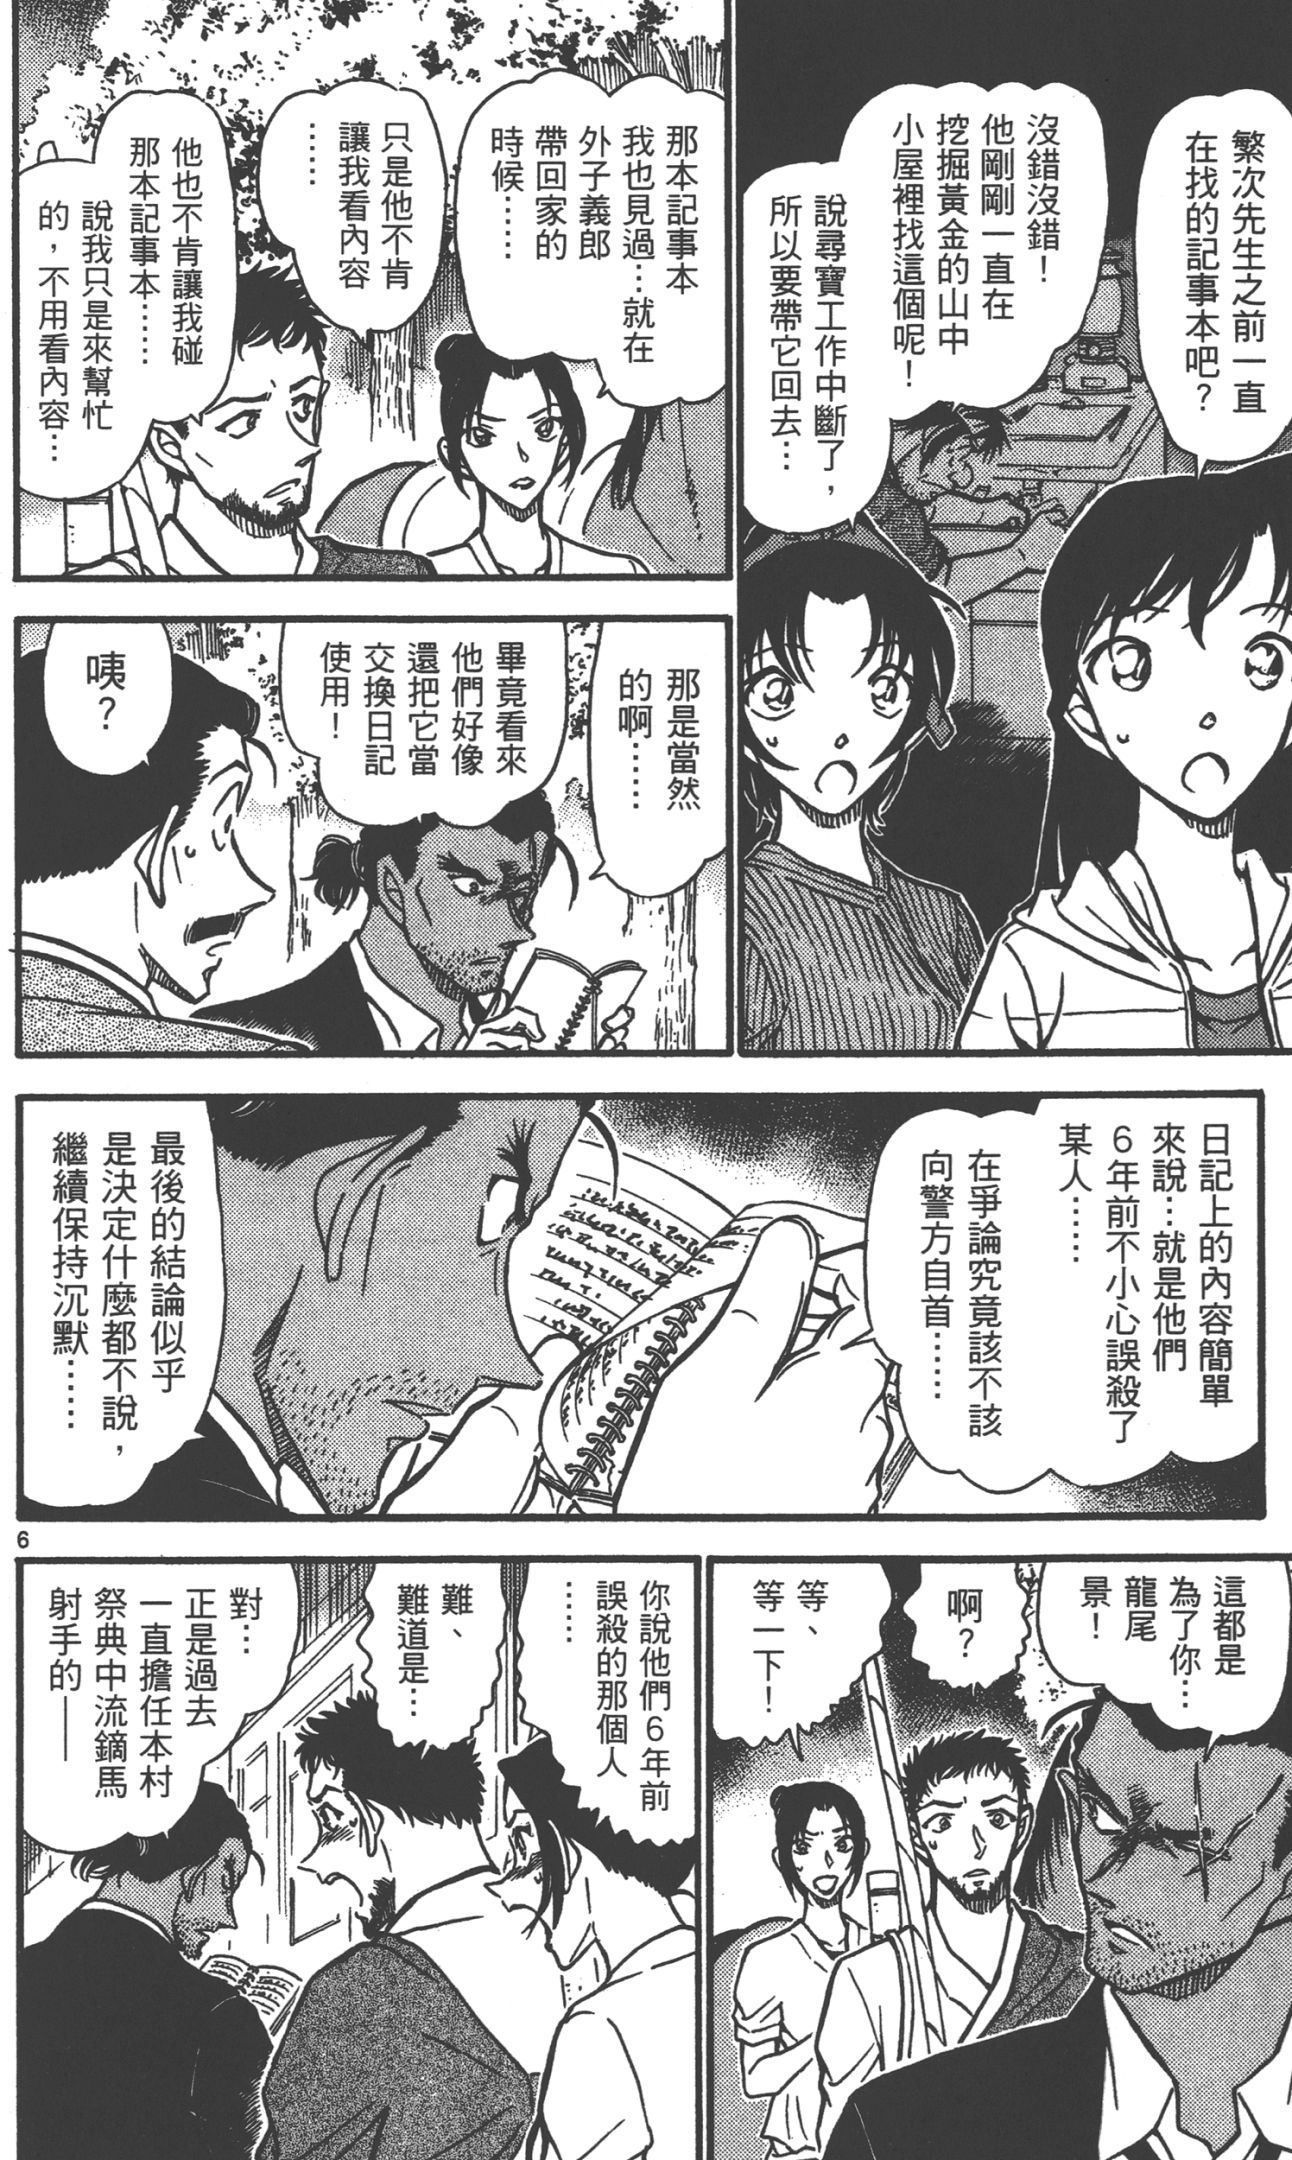 繁次先生之前一直
在找的記事本吧？
沒錯沒錯！
他剛剛一直在
挖掘黃金的山中
小屋裡找這個呢！
說尋寶工作中斷了，
所以要帶它回去…
那本記事本
我也見過…就在
外子義郎
帶回家的
時候……
只是他不肯
讓我看內容
……
他也不肯讓我碰
那本記事本……
說我只是來幫忙
的，不用看內容…
那是當然
的啊……
畢竟看來
他們好像
還把它當
交換日記
使用！
咦？
日記上的內容簡單
來說…就是他們
6年前不小心誤殺了
某人……
在爭論究竟該不該
向警方自首……
最後的結論似乎
是決定什麼都不說，
繼續保持沉默……
6
這都是
為了你…
龍尾
景！
啊？
等、
等一下！
你說他們6年前
誤殺的那個人
……
難、
難道是…
對…
正是過去
一直擔任本村
祭典中流鏑馬
射手的——